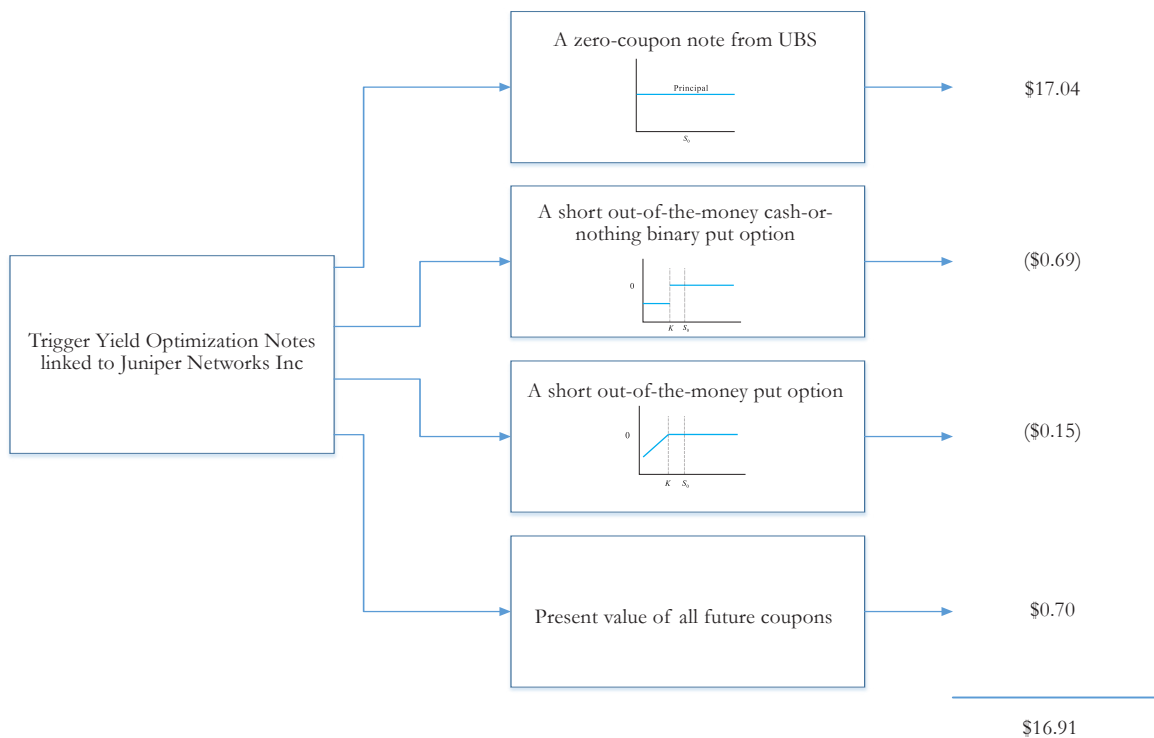 A zero-coupon note from UBS
Principal
S0
$17.04
A short out-of-the-money cash-or-
nothing binary put option
0
K
S0
($0.69)
Trigger Yield Optimization Notes
linked to Juniper Networks Inc
A short out-of-the-money put option
0
K
S0
($0.15)
Present value of all future coupons
$0.70
$16.91